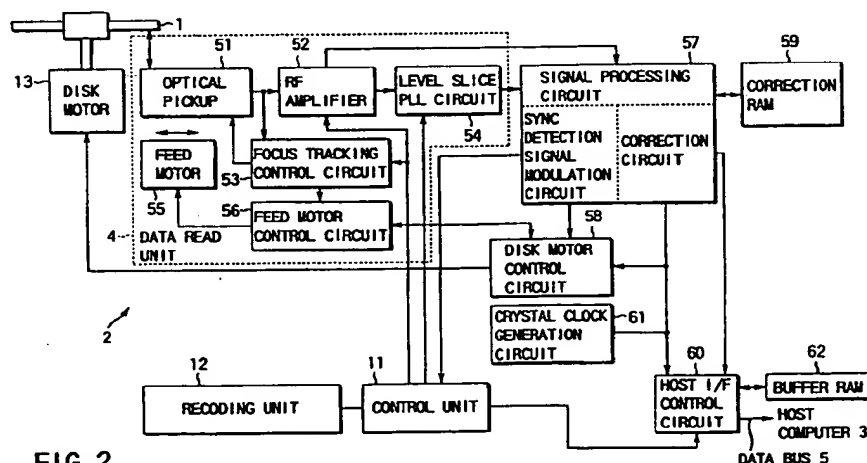 1
51
52
57
59
13
DISK
MOTOR
OPTICAL
PICKUP
RF
AMPLIFIER
LEVEL SLICE
PLL CIRCUIT
54
SIGNAL PROCESSING
CIRCUIT
SYNC
DETECTION
SIGNAL
MODULATION
CIRCUIT
CORRECTION
CIRCUIT
CORRECTION
RAM
FEED
MOTOR
55
FOCUS TRACKING
CONTROL CIRCUIT
53
56
FEED MOTOR
CONTROL CIRCUIT
4
DATA READ
UNIT
58
DISK MOTOR
CONTROL
CIRCUIT
2
CRYSTAL CLOCK
GENERATION
CIRCUIT
61
12
RECODING UNIT
11
CONTROL UNIT
60
HOST I/F
CONTROL
CIRCUIT
62
BUFFER RAM
HOST
COMPUTER 3
DATA BUS 5
FIG. 2